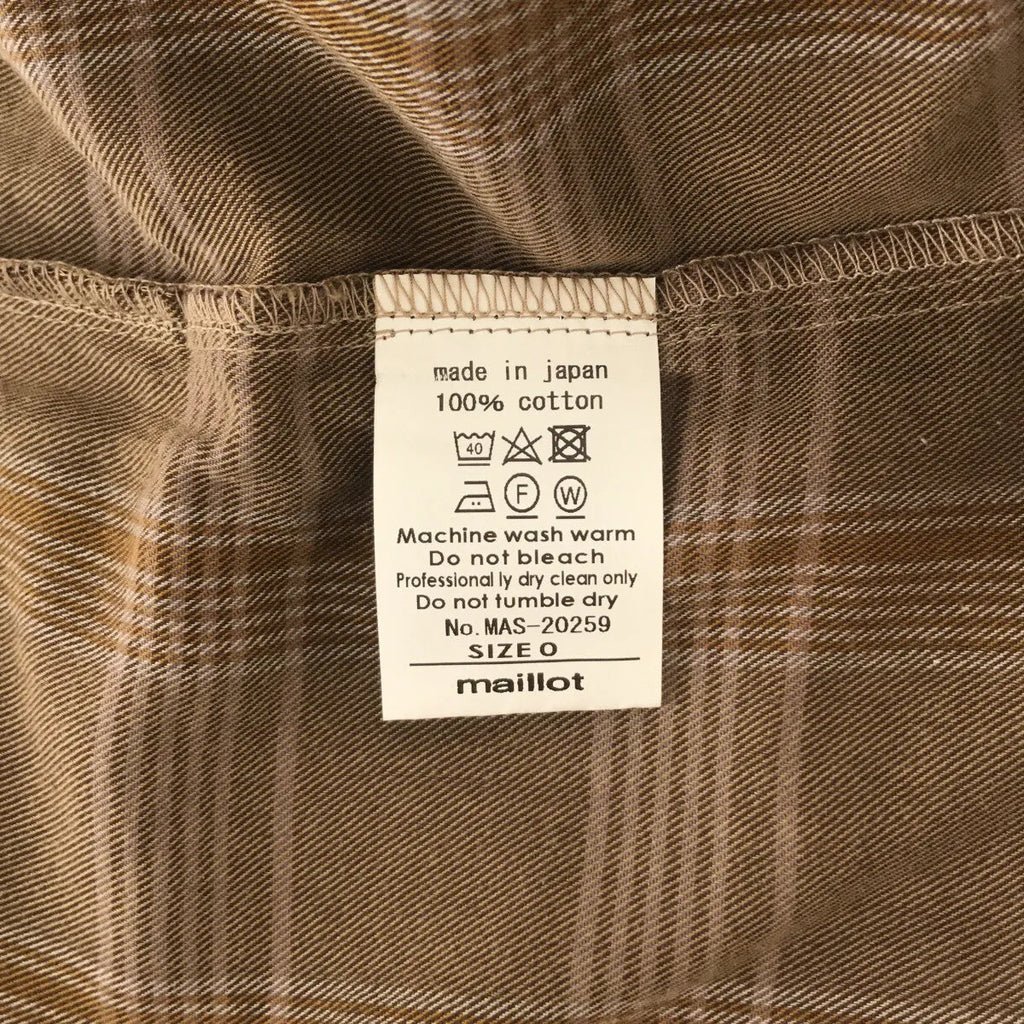 made in japan
100% cotton
40
F W
Machine wash warm
Do not bleach
Professional ly dry clean only
Do not tumble dry
No. MAS-20259
SIZE 0
maillot